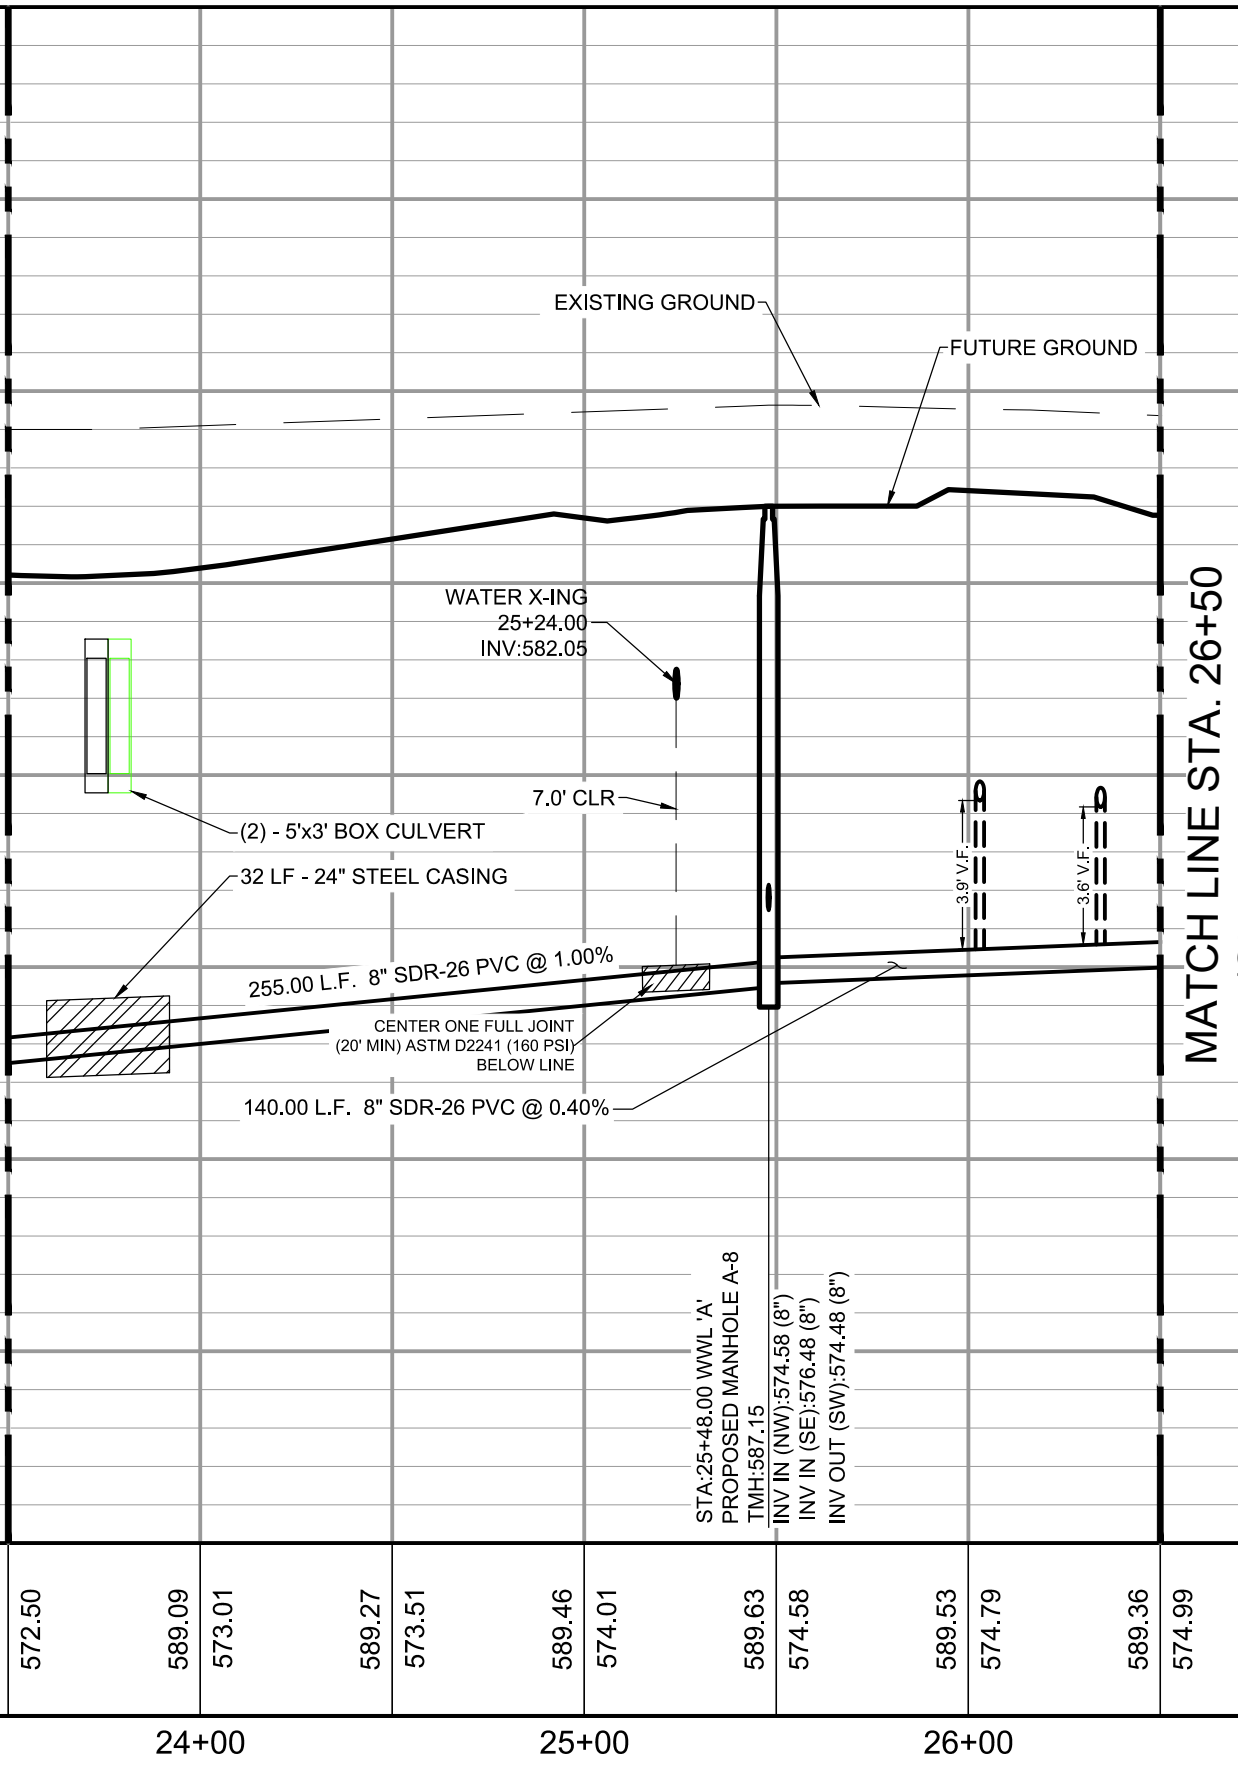 EXISTING GROUND
FUTURE GROUND
WATER X-ING
25+24.00
INV:582.05
7.0' CLR
(2) - 5'x3' BOX CULVERT
32 LF - 24" STEEL CASING
3.9' V.F.
3.6' V.F.
255.00 L.F.  8" SDR-26 PVC @ 1.00%
CENTER ONE FULL JOINT
(20' MIN) ASTM D2241 (160 PSI)
BELOW LINE
140.00 L.F.  8" SDR-26 PVC @ 0.40%
MATCH LINE STA. 26+50
STA:25+48.00 WWL 'A'
PROPOSED MANHOLE A-8
TMH:587.15
INV IN (NW):574.58 (8")
INV IN (SE):576.48 (8")
INV OUT (SW):574.48 (8")
572.50
589.09
573.01
589.27
573.51
589.46
574.01
589.63
574.58
589.53
574.79
589.36
574.99
24+00
25+00
26+00